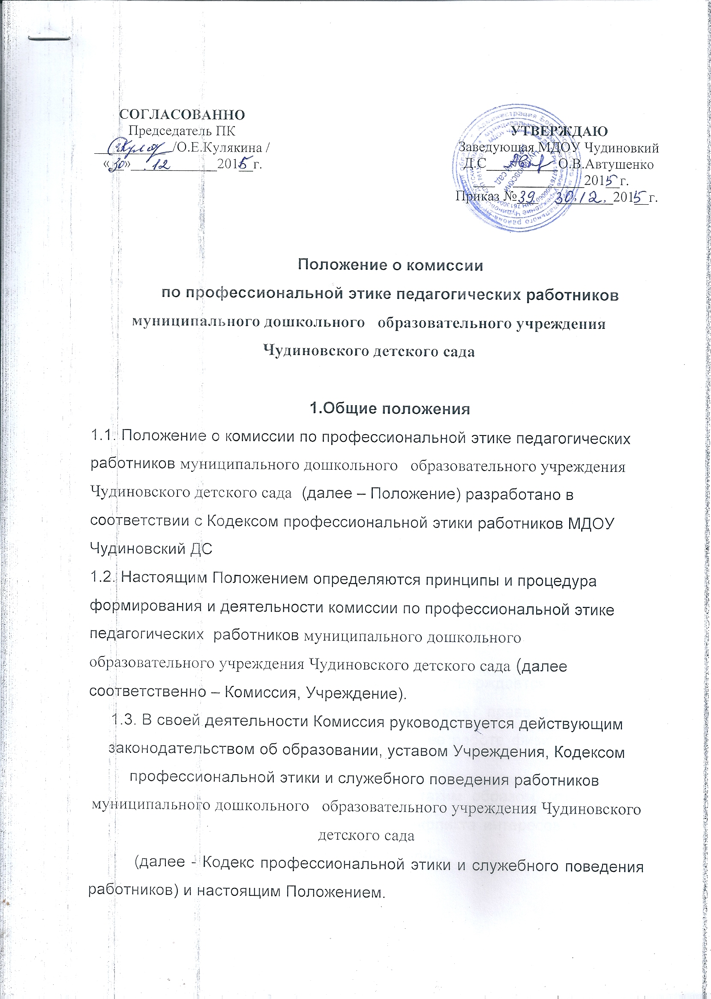 СОГЛАСОВАННО
Председатель ПК
/О.Е.Кулякина /
«30» 12 2015 г.
УТВЕРЖДАЮ
Заведующая МДОУ Чудиновкий
Д.С О.В.Автушенко
2015 г.
Приказ №39 30.12. 2015 г.
Положение о комиссии
по профессиональной этике педагогических работников
муниципального дошкольного образовательного учреждения
Чудиновского детского сада
1.Общие положения
1.1. Положение о комиссии по профессиональной этике педагогических
работников муниципального дошкольного образовательного учреждения
Чудиновского детского сада (далее – Положение) разработано в
соответствии с Кодексом профессиональной этики работников МДОУ
Чудиновский ДС
1.2. Настоящим Положением определяются принципы и процедура
формирования и деятельности комиссии по профессиональной этике
педагогических работников муниципального дошкольного
образовательного учреждения Чудиновского детского сада (далее
соответственно – Комиссия, Учреждение).
1.3. В своей деятельности Комиссия руководствуется действующим
законодательством об образовании, уставом Учреждения, Кодексом
профессиональной этики и служебного поведения работников
муниципального дошкольного образовательного учреждения Чудиновского
детского сада
(далее - Кодекс профессиональной этики и служебного поведения
работников) и настоящим Положением.